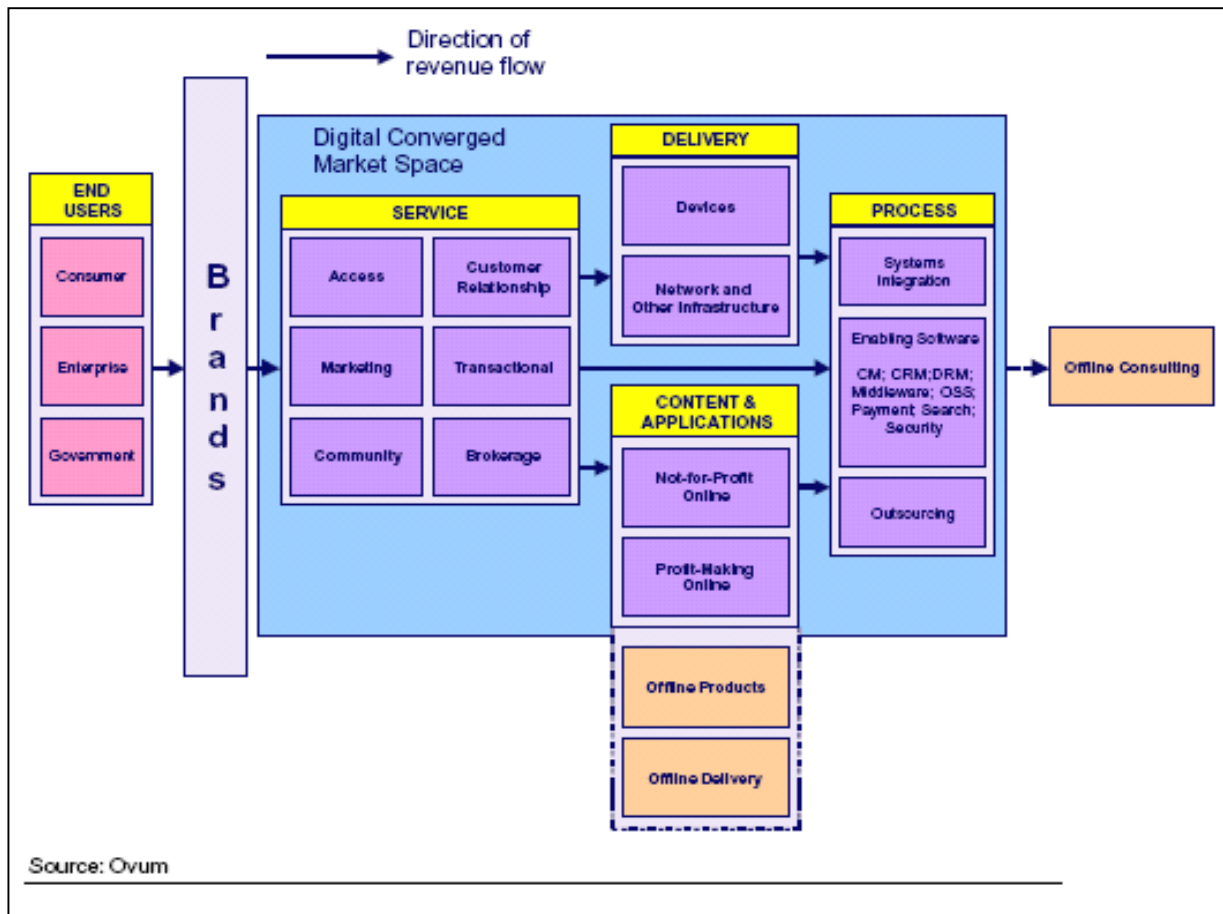 Direction of
revenue flow
Digital Converged
Market Space
END
USERS
Consumer
Enterprise
Government
B
r
a
n
d
s
SERVICE
Access
Customer
Relationship
Marketing
Transactional
Community
Brokerage
DELIVERY
Devices
Network and
Other Infrastructure
CONTENT &
APPLICATIONS
Not-for-Profit
Online
Profit-Making
Online
Offline Products
Offline Delivery
PROCESS
Systems
Integration
Enabling Software
CM; CRM;DRM;
Middleware; OSS;
Payment; Search;
Security
Outsourcing
Offline Consulting
Source: Ovum